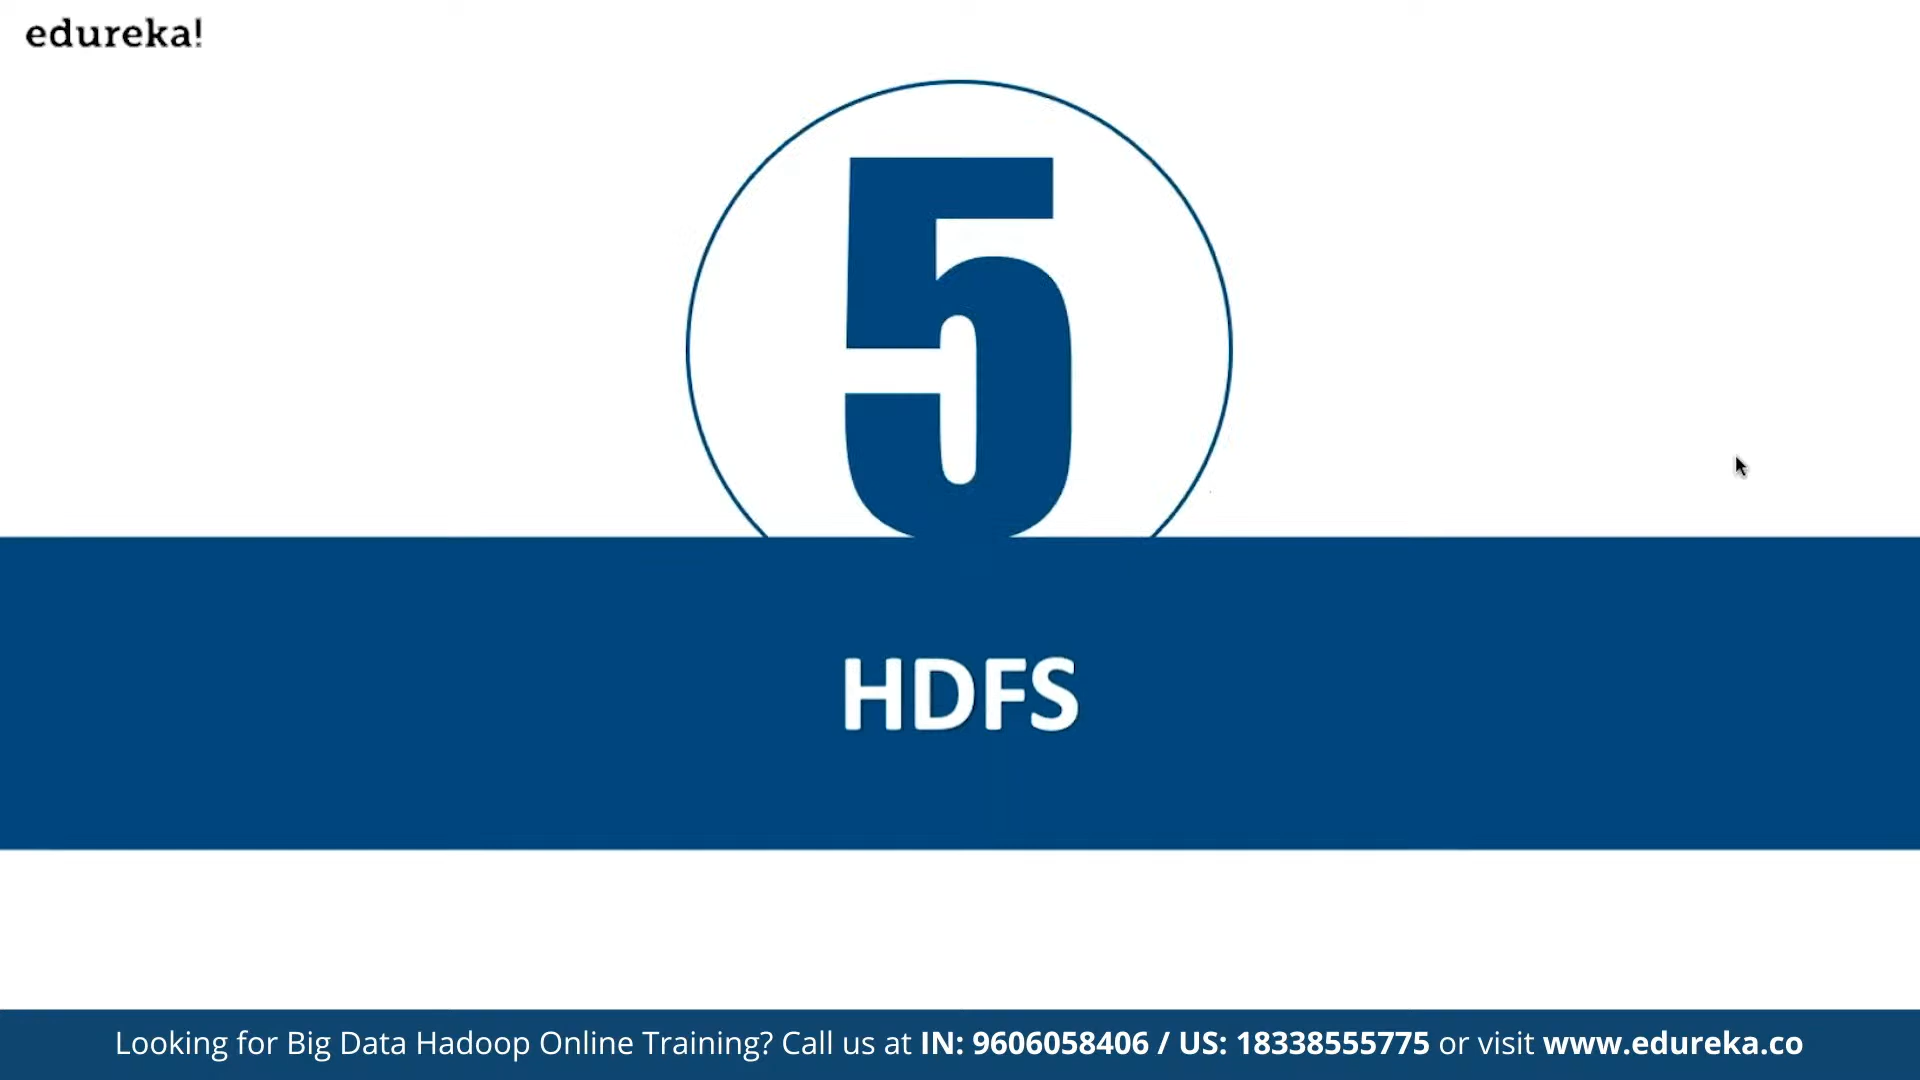 edureka!
5
HDFS
Looking for Big Data Hadoop Online Training? Call us at IN: 9606058406 / US: 18338555775 or visit www.edureka.co